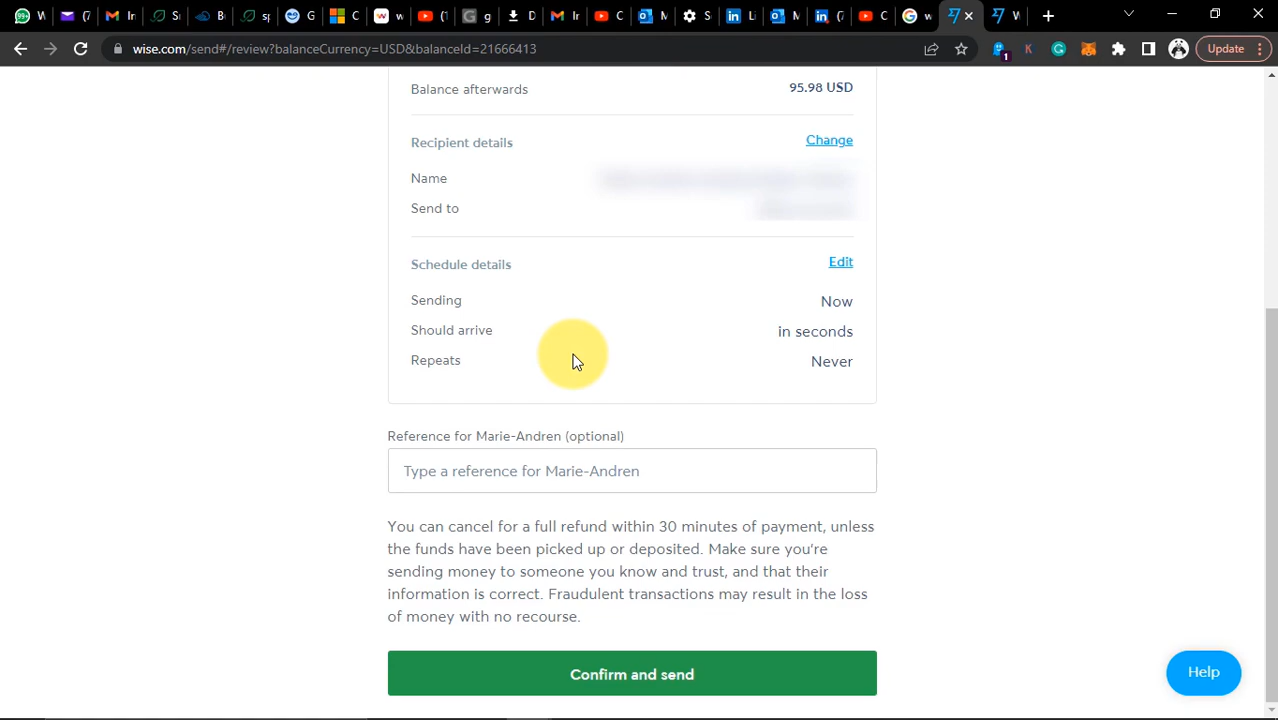 wise.com/send#/review?balanceCurrency=USD&balanceId=21666413
Update
Balance afterwards 95.98 USD
Recipient details Change
Name
Send to
Schedule details Edit
Sending Now
Should arrive in seconds
Repeats Never
Reference for Marie-Andren (optional)
Type a reference for Marie-Andren
You can cancel for a full refund within 30 minutes of payment, unless
the funds have been picked up or deposited. Make sure you're
sending money to someone you know and trust, and that their
information is correct. Fraudulent transactions may result in the loss
of money with no recourse.
Confirm and send
Help